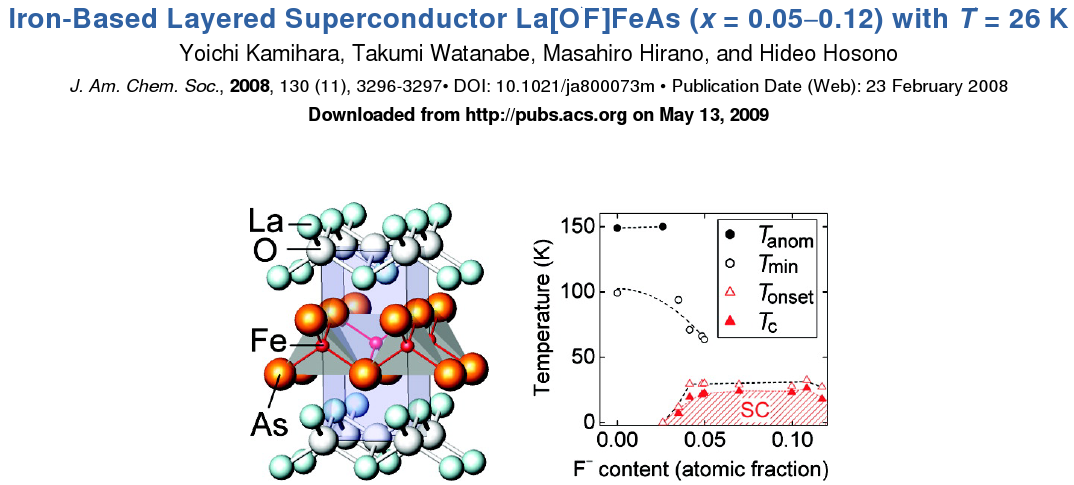 Iron-Based Layered Superconductor La[O F]FeAs (x = 0.05–0.12) with T = 26 K
Yoichi Kamihara, Takumi Watanabe, Masahiro Hirano, and Hideo Hosono
J. Am. Chem. Soc., 2008, 130 (11), 3296-3297• DOI: 10.1021/ja800073m • Publication Date (Web): 23 February 2008
Downloaded from http://pubs.acs.org on May 13, 2009
La
O
Fe
As
Temperature (K)
150
100
50
0
Tanom
Tmin
Tonset
Tc
SC
0.00 0.05 0.10
F⁻ content (atomic fraction)